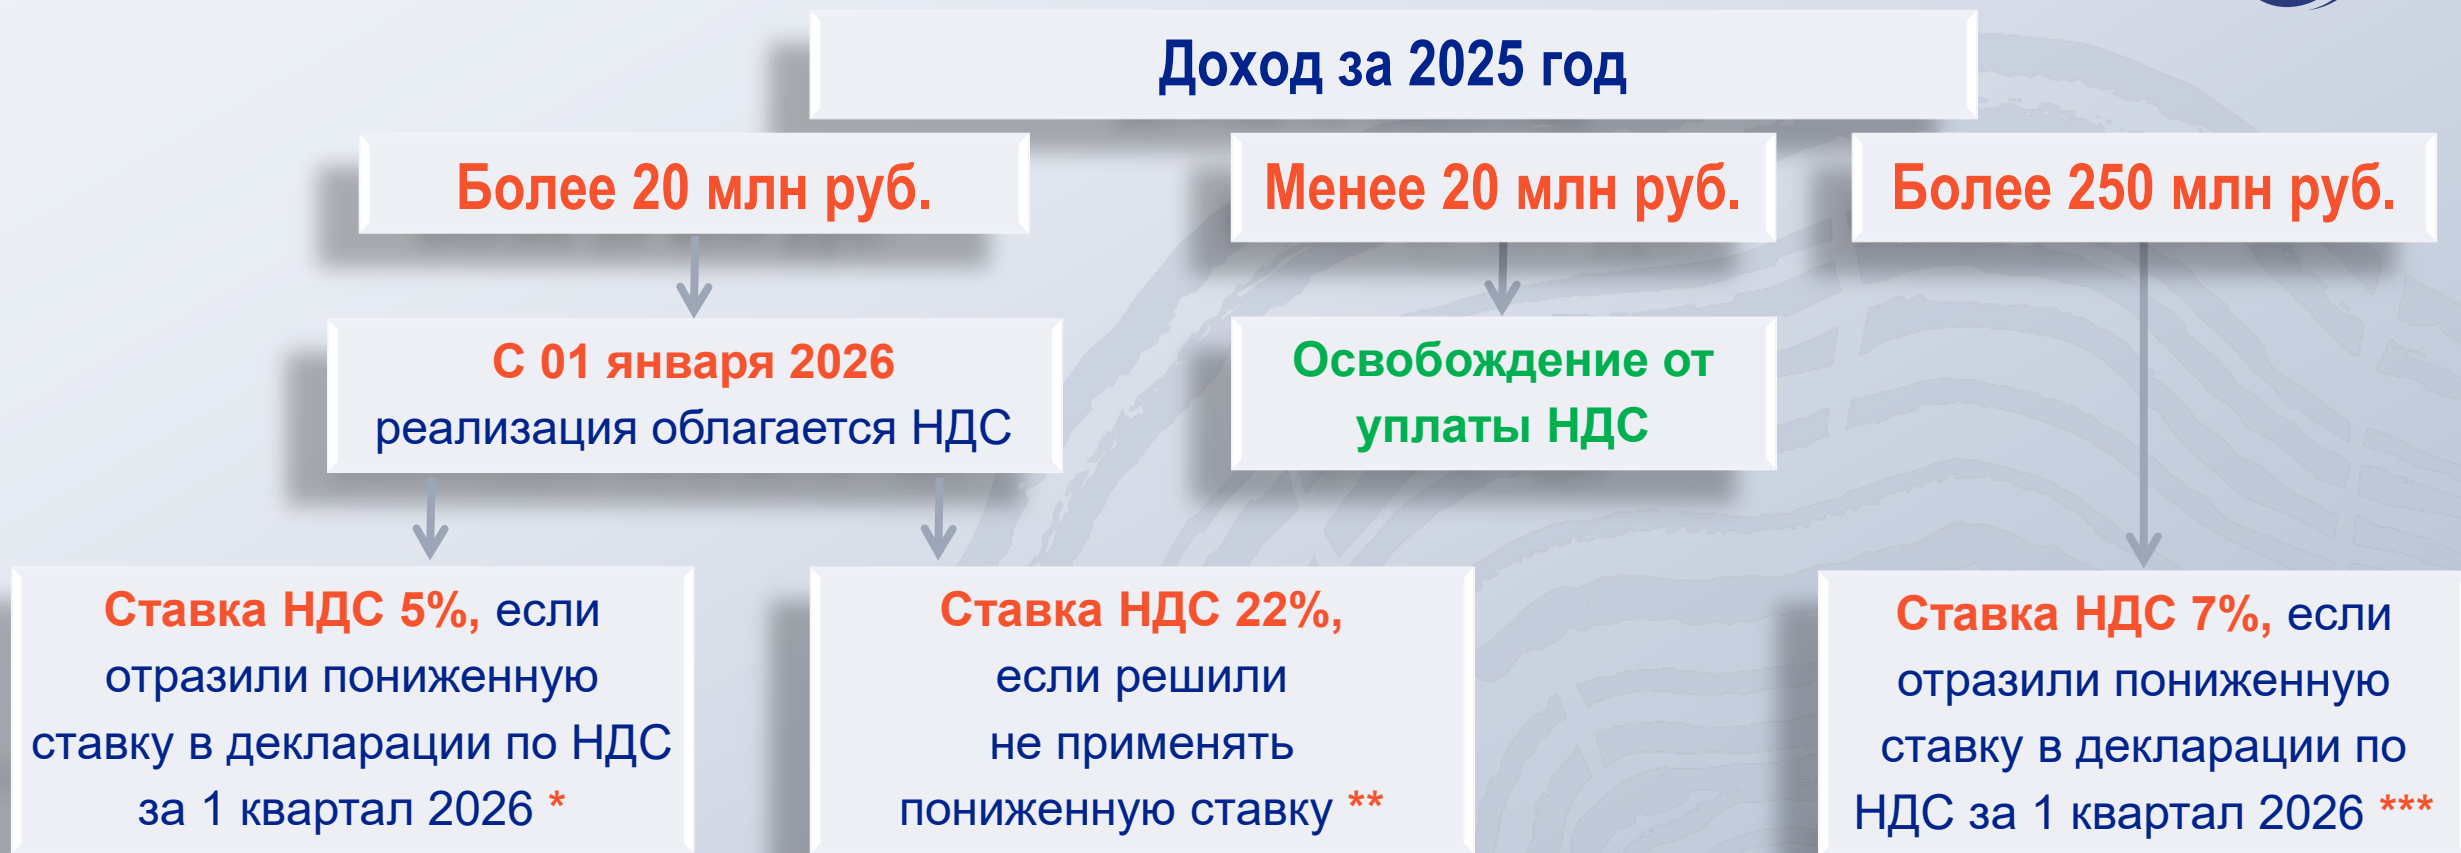 Доход за 2025 год
Более 20 млн руб.
Менее 20 млн руб.
Более 250 млн руб.
С 01 января 2026
реализация облагается НДС
Освобождение от
уплаты НДС
Ставка НДС 5%, если
отразили пониженную
ставку в декларации по НДС
за 1 квартал 2026 *
Ставка НДС 22%,
если решили
не применять
пониженную ставку **
Ставка НДС 7%, если
отразили пониженную
ставку в декларации по
НДС за 1 квартал 2026 ***